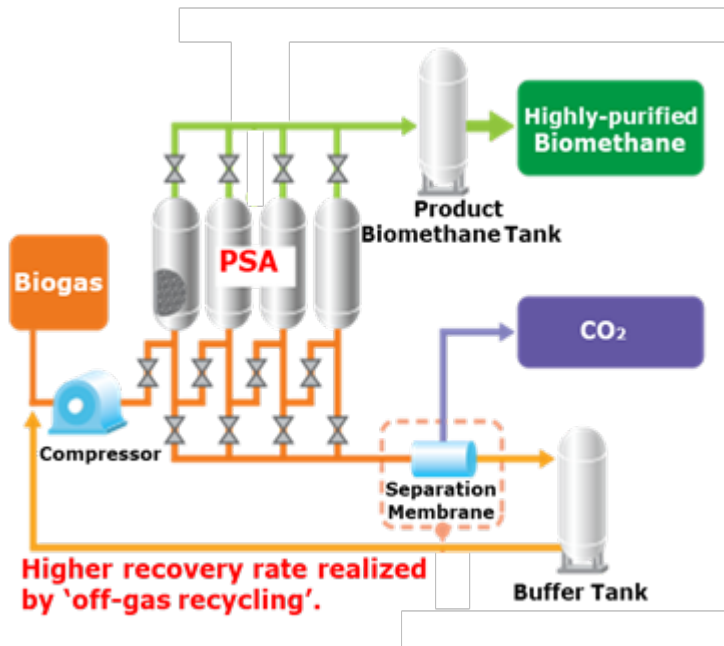 Highly-purified
Biomethane
Product
Biomethane Tank
PSA
Biogas
CO₂
Compressor
Separation
Membrane
Higher recovery rate realized
by ‘off-gas recycling’.
Buffer Tank